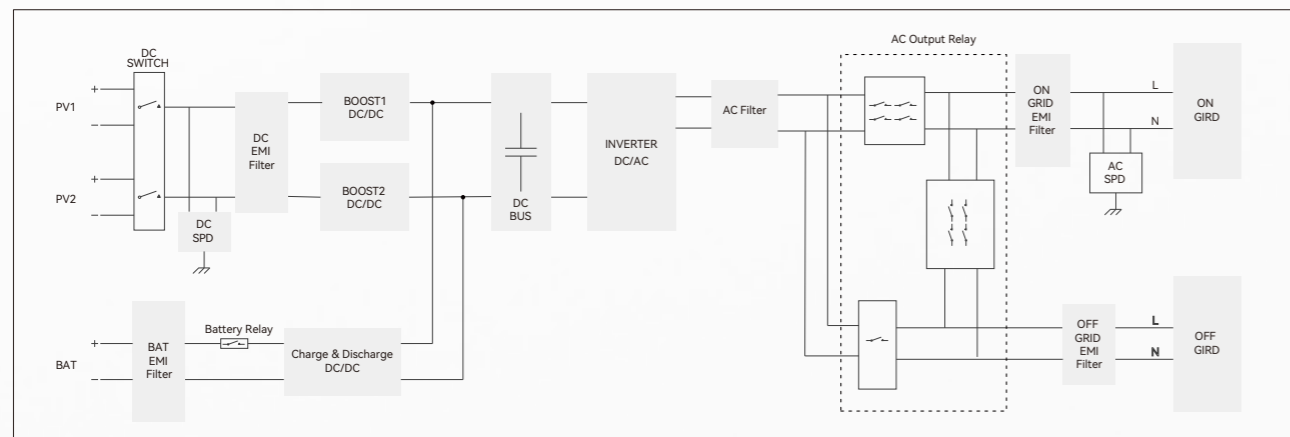 AC Output Relay
DC
SWITCH
+
PV1
−
+
PV2
−
DC
EMI
Filter
DC
SPD
BOOST1
DC/DC
BOOST2
DC/DC
DC
BUS
INVERTER
DC/AC
AC Filter
ON
GRID
EMI
Filter
L
N
AC
SPD
ON
GIRD
+
BAT
−
BAT
EMI
Filter
Battery Relay
Charge & Discharge
DC/DC
OFF
GRID
EMI
Filter
L
N
OFF
GIRD